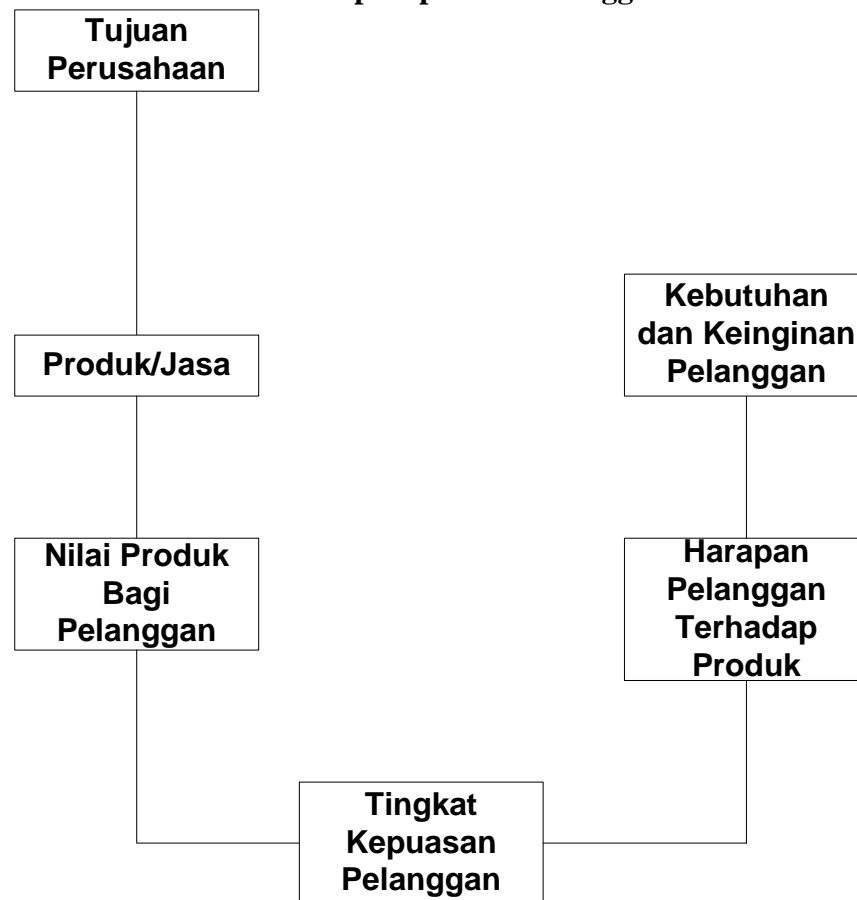 Tujuan
Perusahaan
Produk/Jasa
Kebutuhan
dan Keinginan
Pelanggan
Nilai Produk
Bagi
Pelanggan
Harapan
Pelanggan
Terhadap
Produk
Tingkat
Kepuasan
Pelanggan